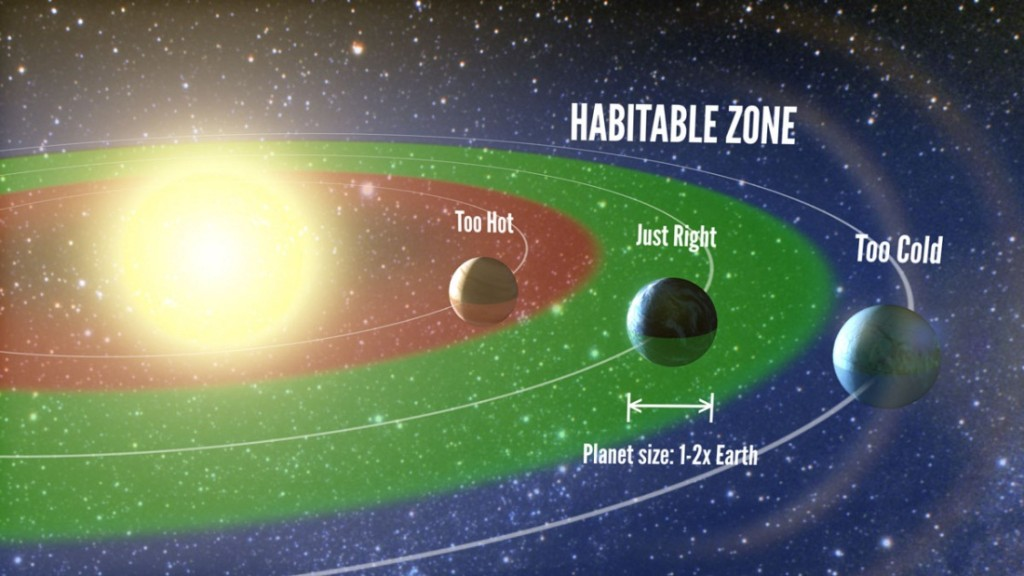 HABITABLE ZONE
Too Hot
Just Right
Too Cold
Planet size: 1-2x Earth